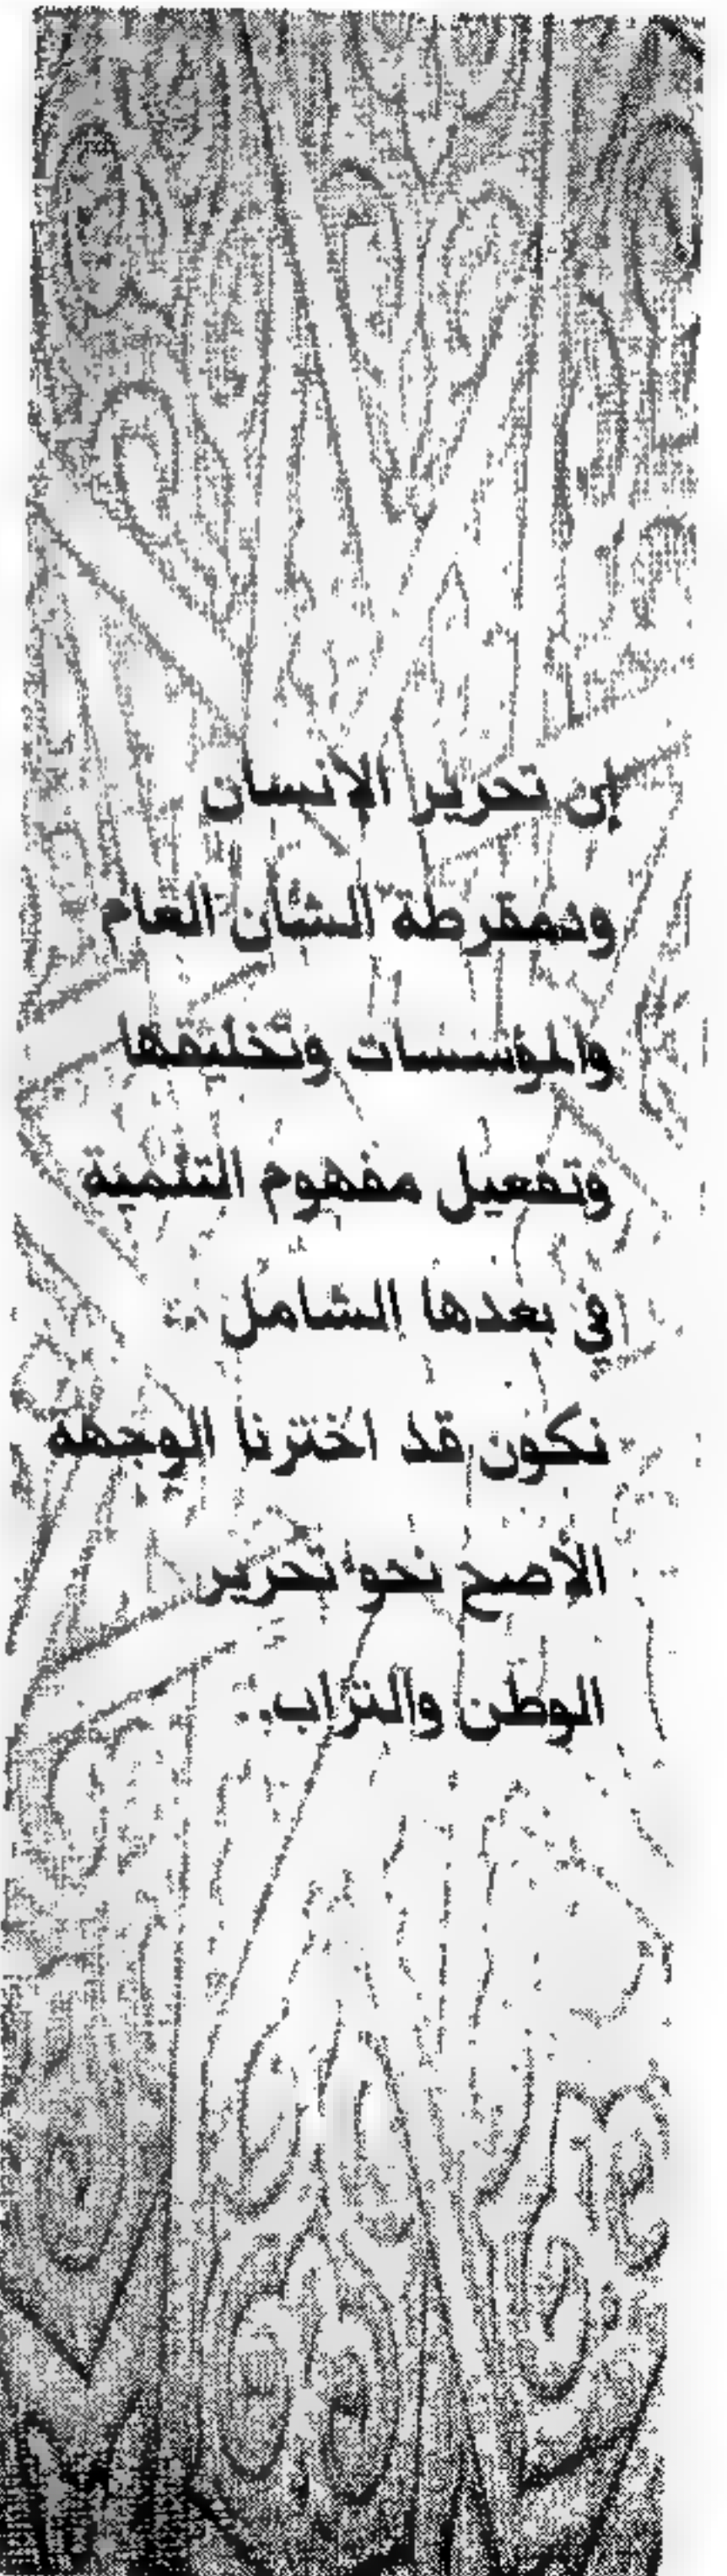 إن تحرير الانسان
ودمقرطة الشأن العام
والمؤسسات وتخليقها
وتفعيل مفهوم التنمية
في بعدها الشامل
نكون قد اخترنا الوجهة
الأصح نحو تحرير
الوطن والتراب..